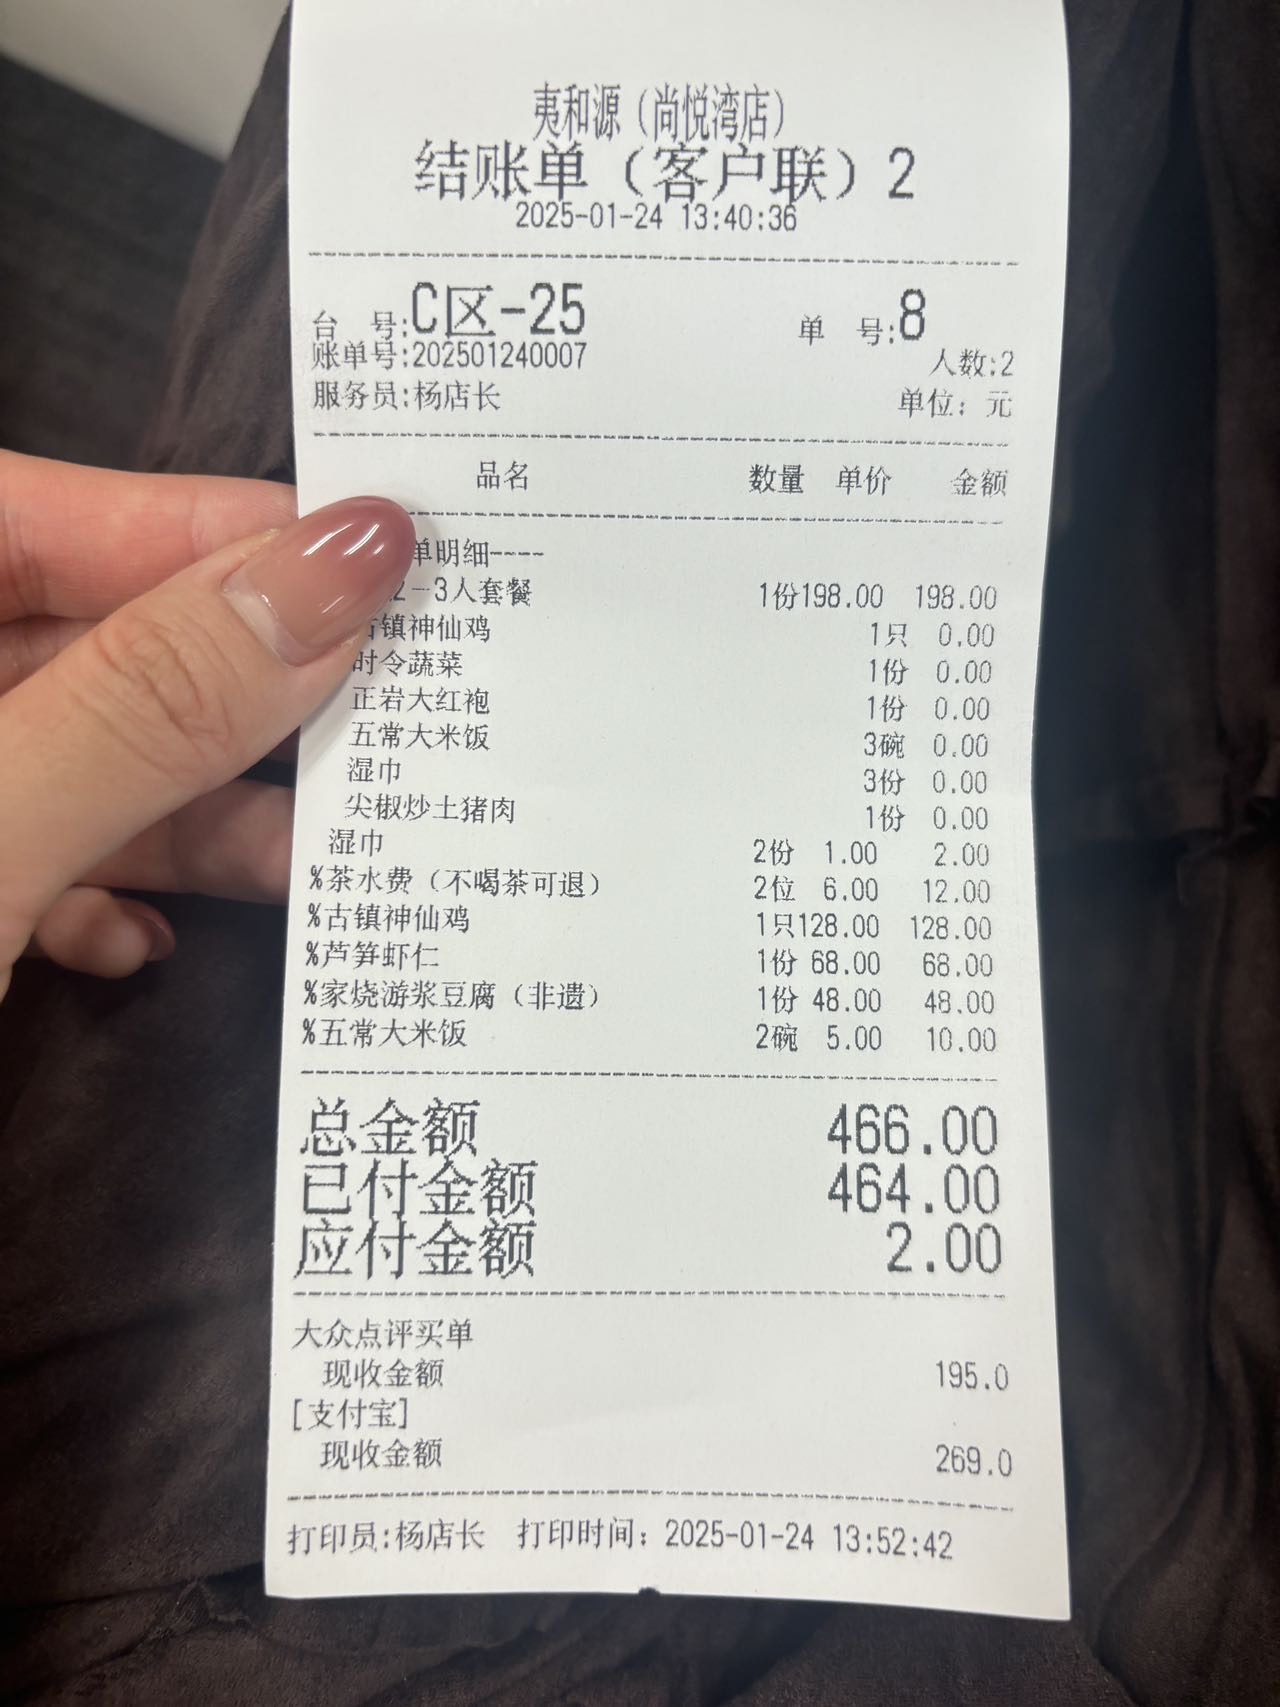 夷和源（尚悦湾店）
结账单（客户联）2
2025-01-24 13:40:36
台 号:C区-25 单 号:8
账单号:202501240007 人数:2
服务员:杨店长 单位：元
品名 数量 单价 金额
单明细----
2-3人套餐 1份198.00 198.00
古镇神仙鸡 1只 0.00
时令蔬菜 1份 0.00
正岩大红袍 1份 0.00
五常大米饭 3碗 0.00
湿巾 3份 0.00
尖椒炒土猪肉 1份 0.00
湿巾 2份 1.00 2.00
%茶水费（不喝茶可退） 2位 6.00 12.00
%古镇神仙鸡 1只128.00 128.00
%芦笋虾仁 1份 68.00 68.00
%家烧游浆豆腐（非遗） 1份 48.00 48.00
%五常大米饭 2碗 5.00 10.00
总金额 466.00
已付金额 464.00
应付金额 2.00
大众点评买单
现收金额 195.0
[支付宝]
现收金额 269.0
打印员:杨店长 打印时间：2025-01-24 13:52:42